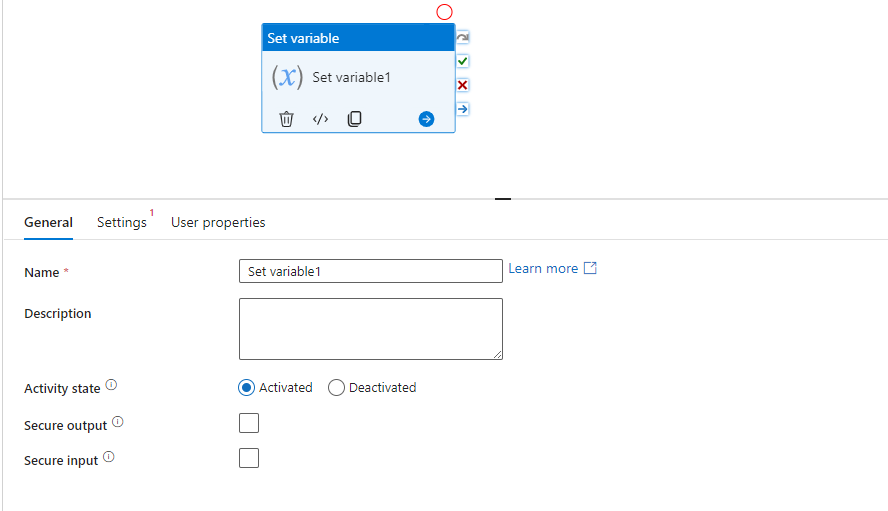 Set variable
(x) Set variable1
General Settings 1 User properties
Name * Set variable1 Learn more
Description
Activity state Activated Deactivated
Secure output
Secure input